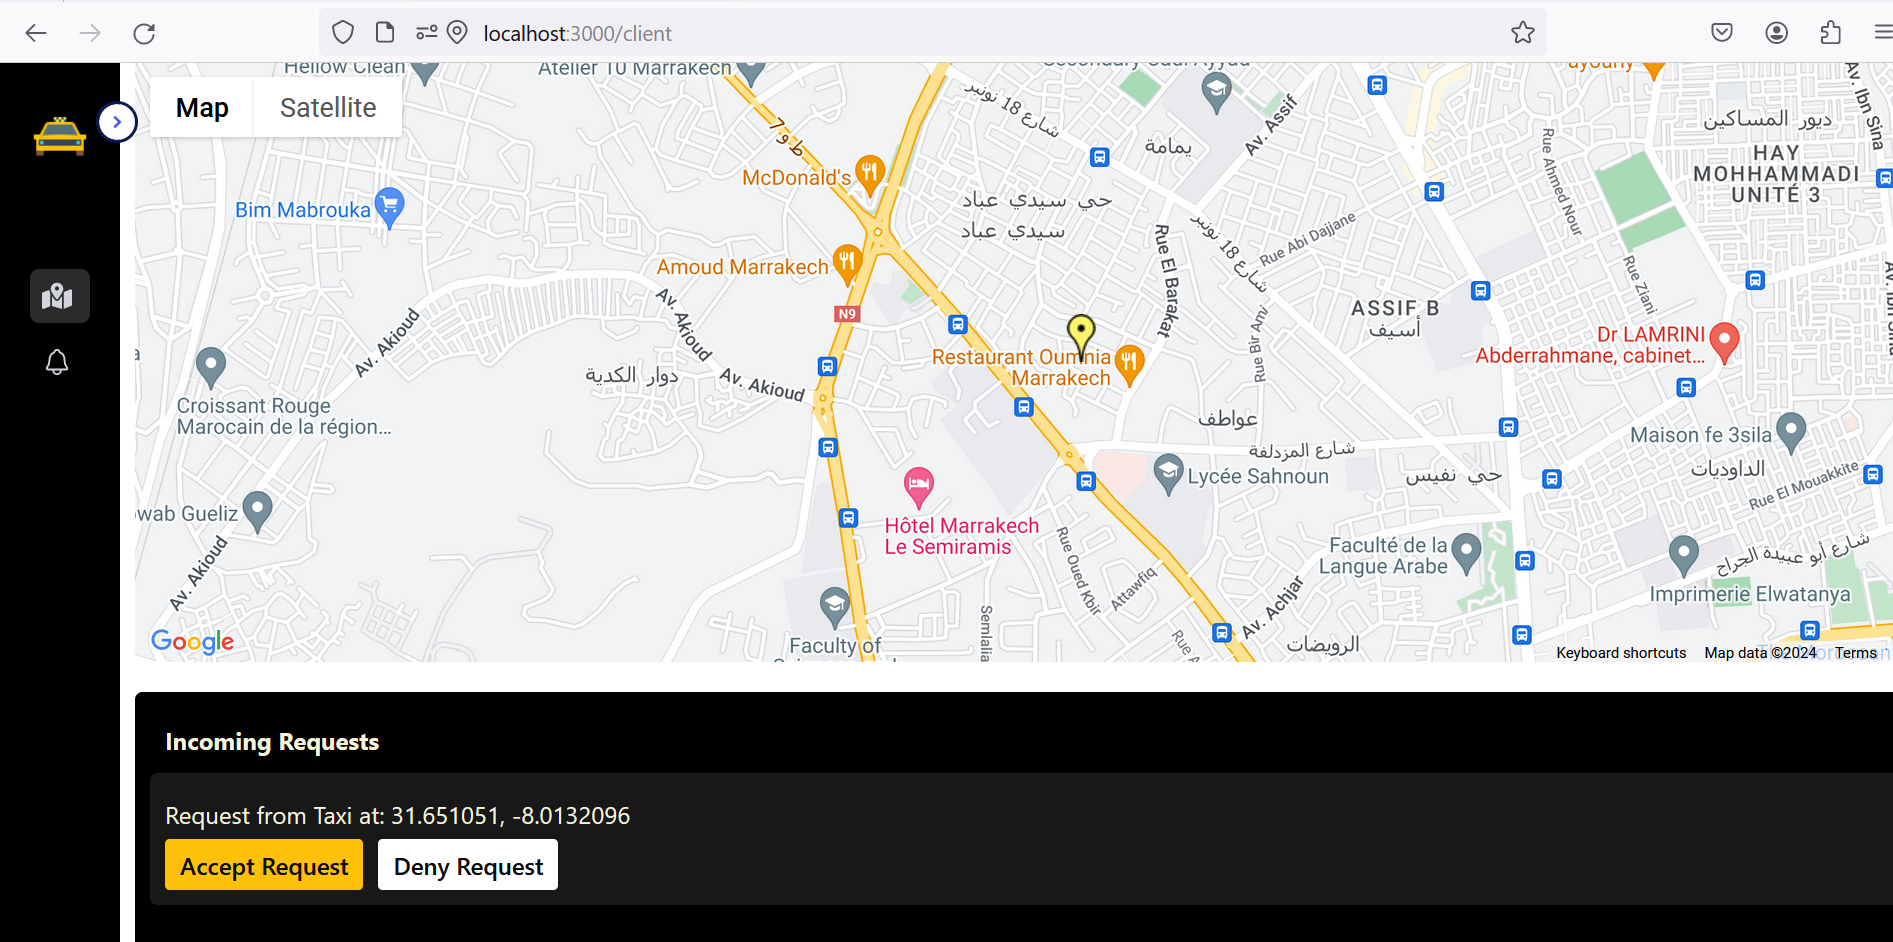 localhost:3000/client
Hellow Clean
Atelier 10 Marrakech
Map
Satellite
ط و 7
شارع 18 نونبر
Av. Assif
Av. Ibn Sina
يمامة
ديور المساكين
HAY
MOHHAMMADI
UNITÉ 3
McDonald's
Bim Mabrouka
حي سيدي عباد
سيدي عباد
Rue Ahmed Nour
شارع 18 نونبر
Rue Abi Dajjane
Rue El Barakat
Amoud Marrakech
Rue Ziani
N9
Av. Akioud
Av. Akioud
ASSIF B
أسيف
Rue Bir Ami
Dr LAMRINI
Abderrahmane, cabinet...
Restaurant Oumnia
Marrakech
دوار الكدية
Av. Akioud
Croissant Rouge
Marocain de la région...
عواطف
شارع المزدلفة
Maison fe 3sila
الداوديات
حي نفيس
Rue El Mouakkite
Lycée Sahnoun
wab Gueliz
Hôtel Marrakech
Le Semiramis
Rue Oued Kbir
Attawfiq
Faculté de la
Langue Arabe
شارع أبو عبيدة الجراح
Imprimerie Elwatanya
Av. Akioud
Av. Achjar
Semlalia
الرويضات
Faculty of
Google
Keyboard shortcuts
Map data ©2024
Terms
Incoming Requests
Request from Taxi at: 31.651051, -8.0132096
Accept Request
Deny Request